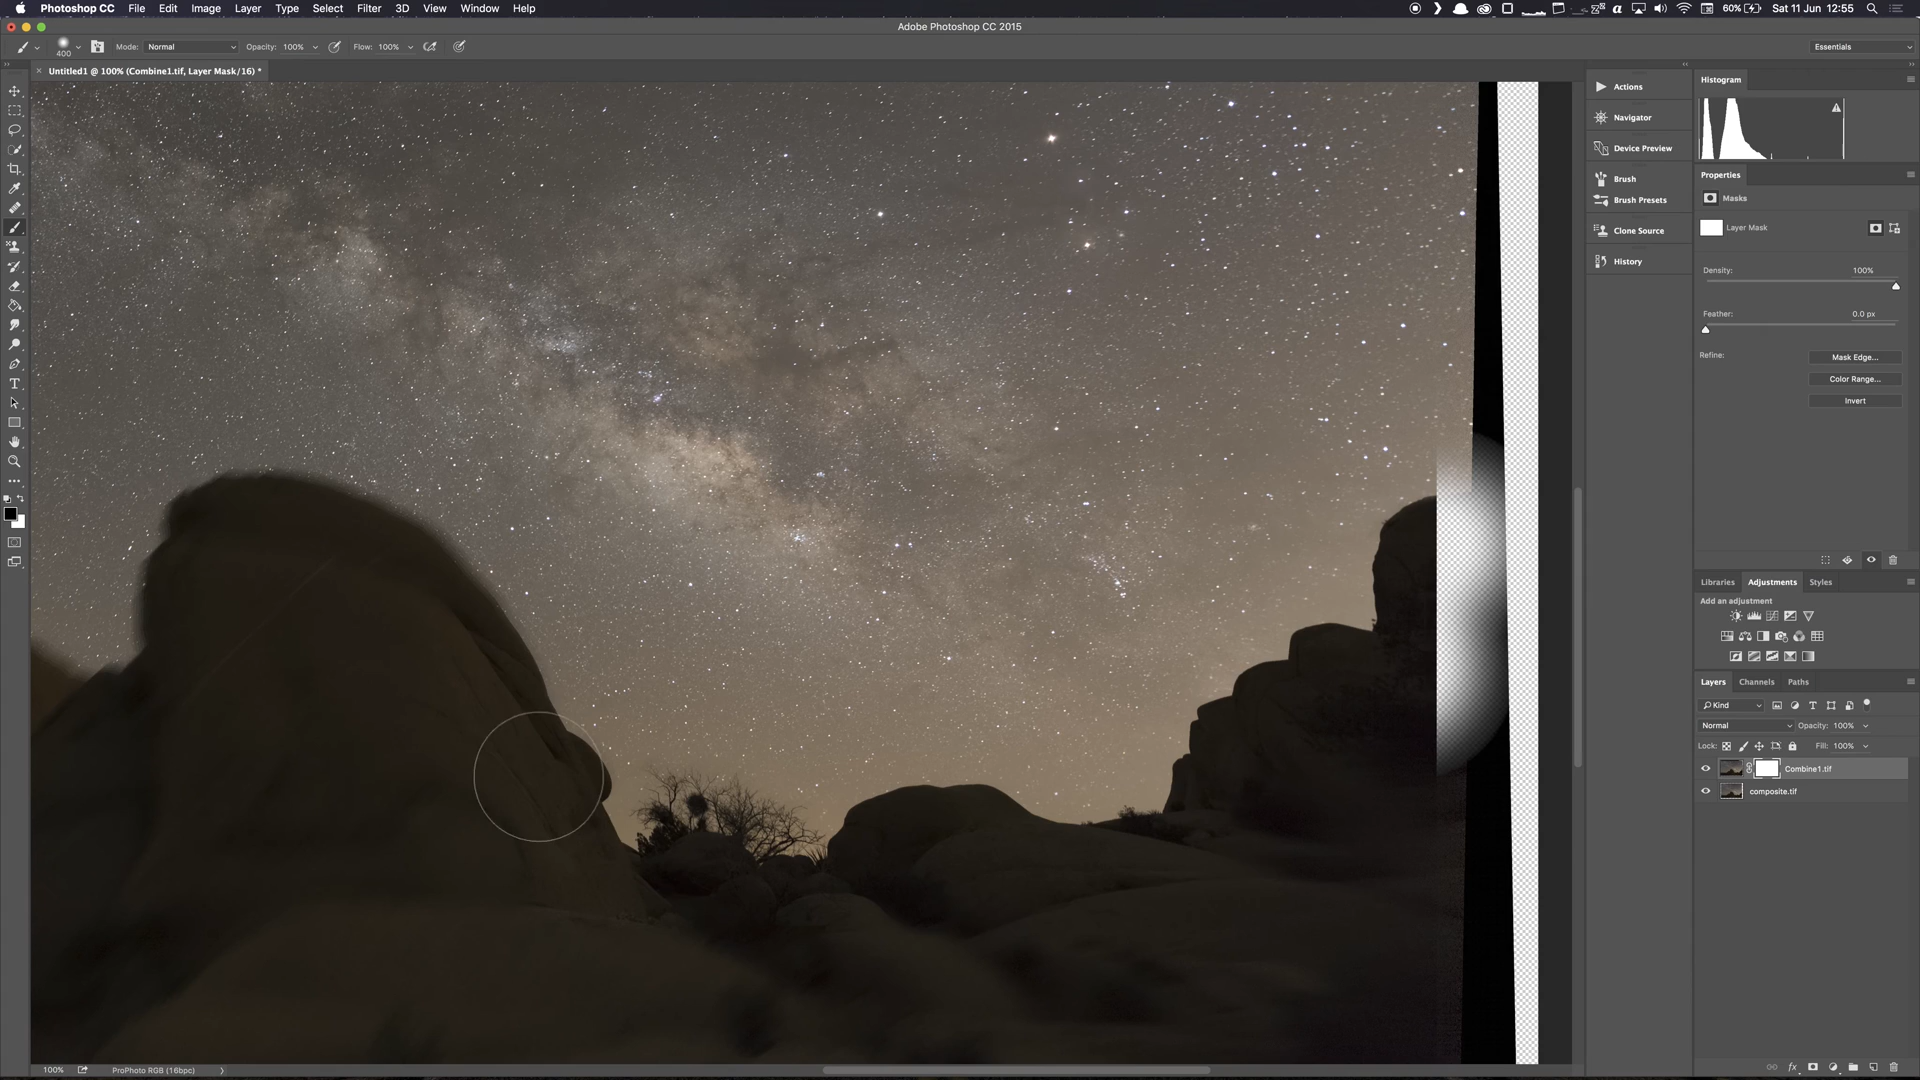 Photoshop CC File Edit Image Layer Type Select Filter 3D View Window Help 60% Sat 11 Jun 12:55
Adobe Photoshop CC 2015
400 Mode: Normal Opacity: 100% Flow: 100% Essentials
Untitled1 @ 100% (Combine1.tif, Layer Mask/16) *
Histogram
Actions
Navigator
Device Preview
Brush
Brush Presets
Clone Source
History
Properties
Masks
Layer Mask
Density: 100%
Feather: 0.0 px
Refine: Mask Edge...
Color Range...
Invert
Libraries Adjustments Styles
Add an adjustment
Layers Channels Paths
Kind
Normal Opacity: 100%
Lock: Fill: 100%
Combine1.tif
composite.tif
fx
100% ProPhoto RGB (16bpc)